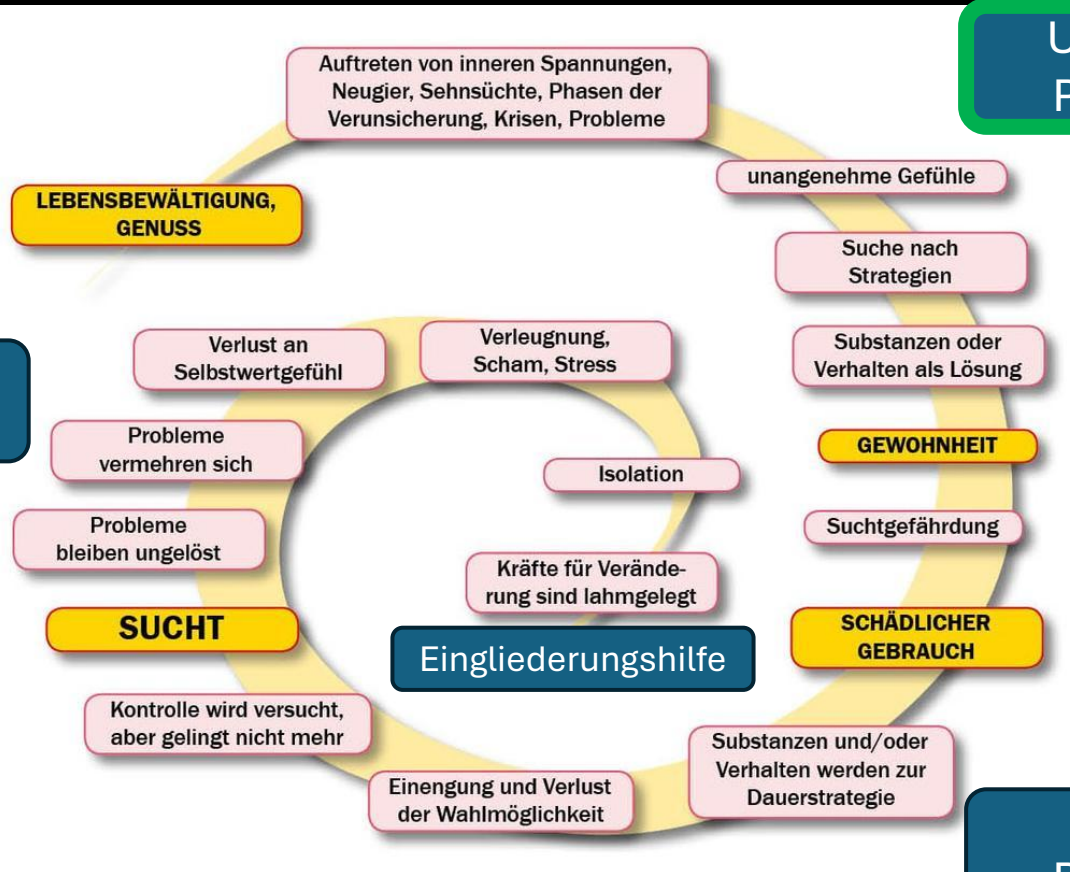 Auftreten von inneren Spannungen,
Neugier, Sehnsüchte, Phasen der
Verunsicherung, Krisen, Probleme
LEBENSBEWÄLTIGUNG,
GENUSS
unangenehme Gefühle
Suche nach
Strategien
Substanzen oder
Verhalten als Lösung
GEWOHNHEIT
Suchtgefährdung
SCHÄDLICHER
GEBRAUCH
Substanzen und/oder
Verhalten werden zur
Dauerstrategie
Einengung und Verlust
der Wahlmöglichkeit
Kontrolle wird versucht,
aber gelingt nicht mehr
SUCHT
Probleme
bleiben ungelöst
Probleme
vermehren sich
Verlust an
Selbstwertgefühl
Verleugnung,
Scham, Stress
Isolation
Kräfte für Verände-
rung sind lahmgelegt
Eingliederungshilfe